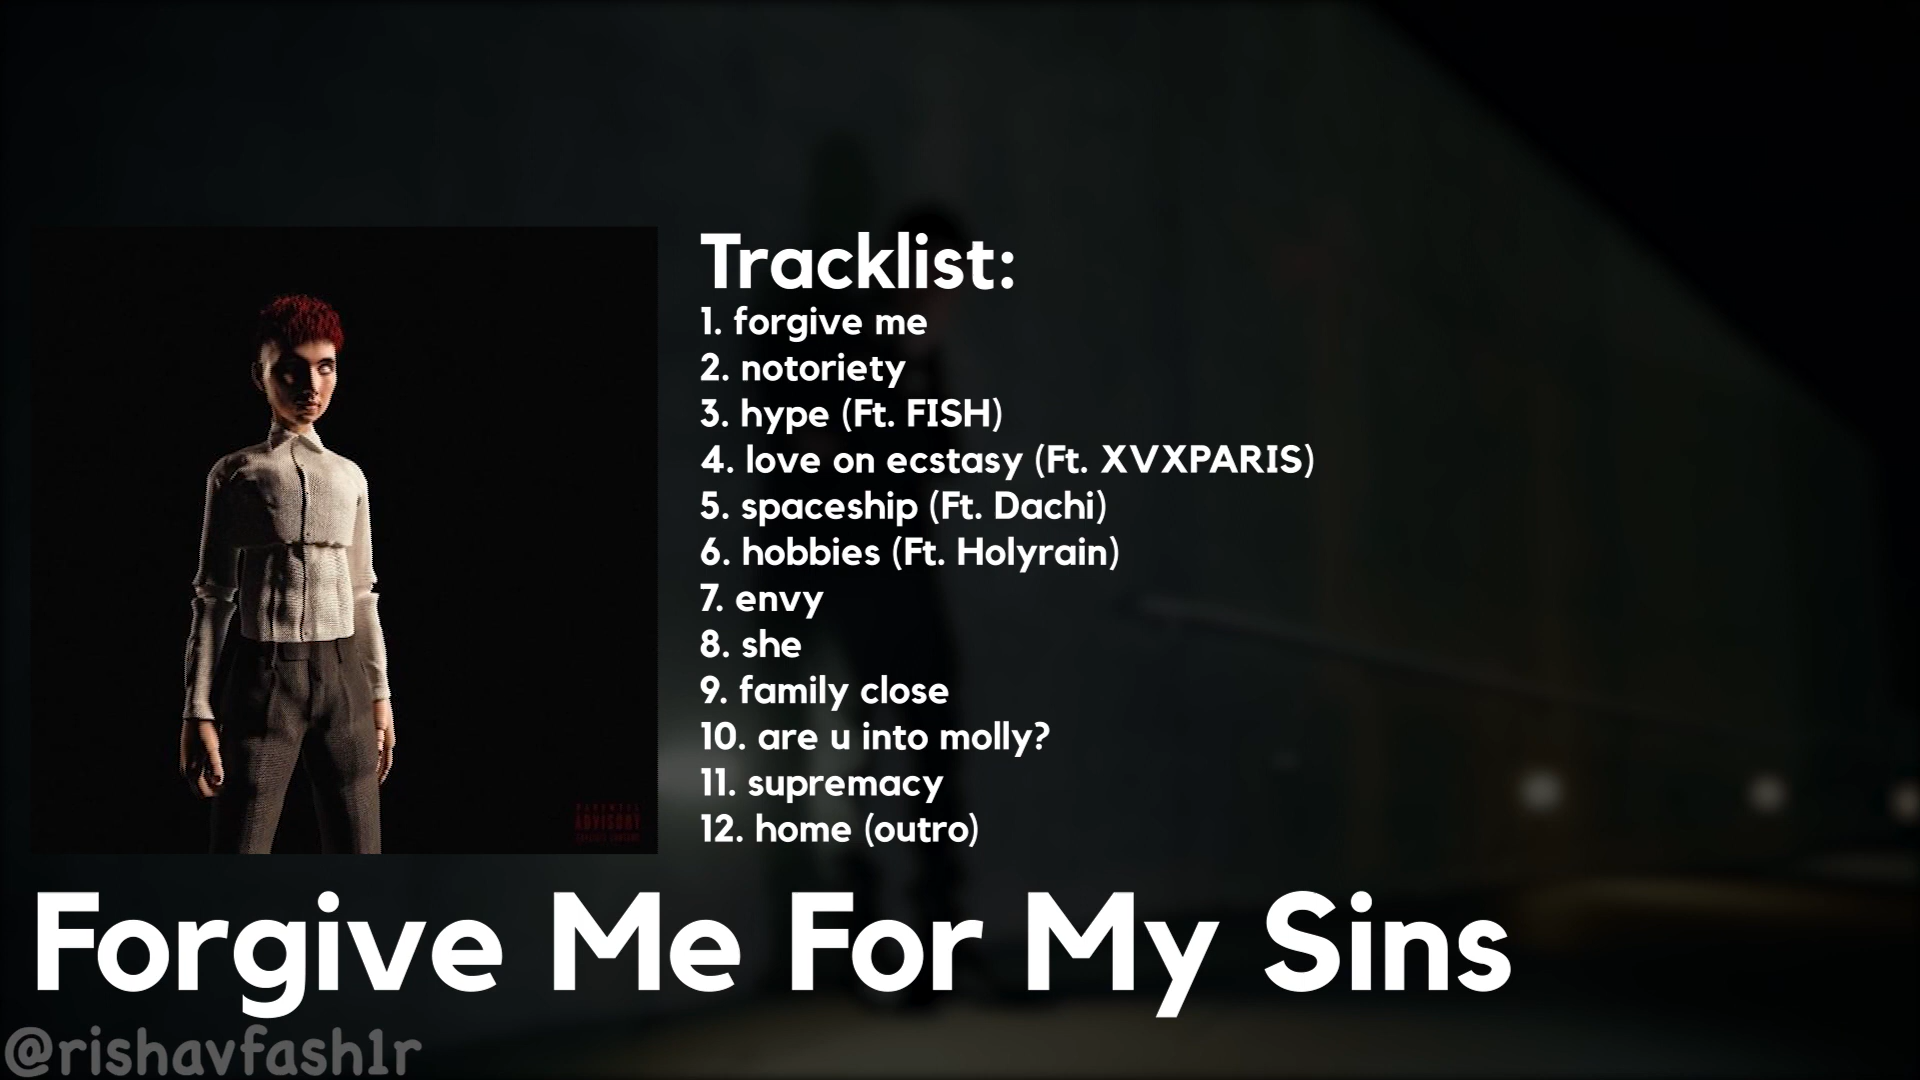 Tracklist:
1. forgive me
2. notoriety
3. hype (Ft. FISH)
4. love on ecstasy (Ft. XVXPARIS)
5. spaceship (Ft. Dachi)
6. hobbies (Ft. Holyrain)
7. envy
8. she
9. family close
10. are u into molly?
11. supremacy
12. home (outro)
ADVISORY
Forgive Me For My Sins
@rishavfash1r